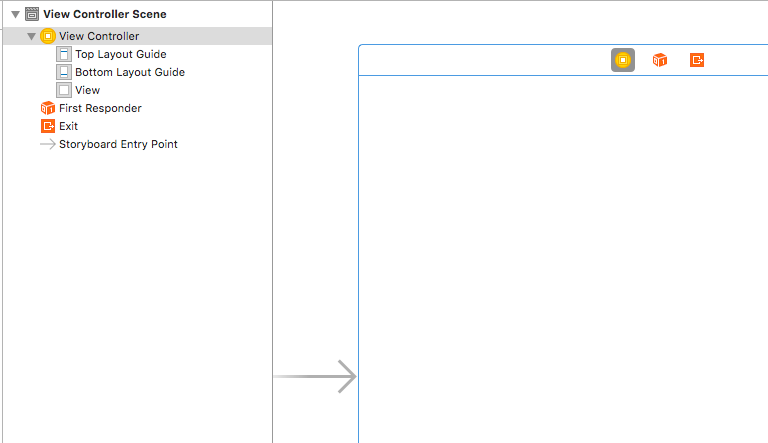 View Controller Scene
View Controller
Top Layout Guide
Bottom Layout Guide
View
First Responder
Exit
Storyboard Entry Point